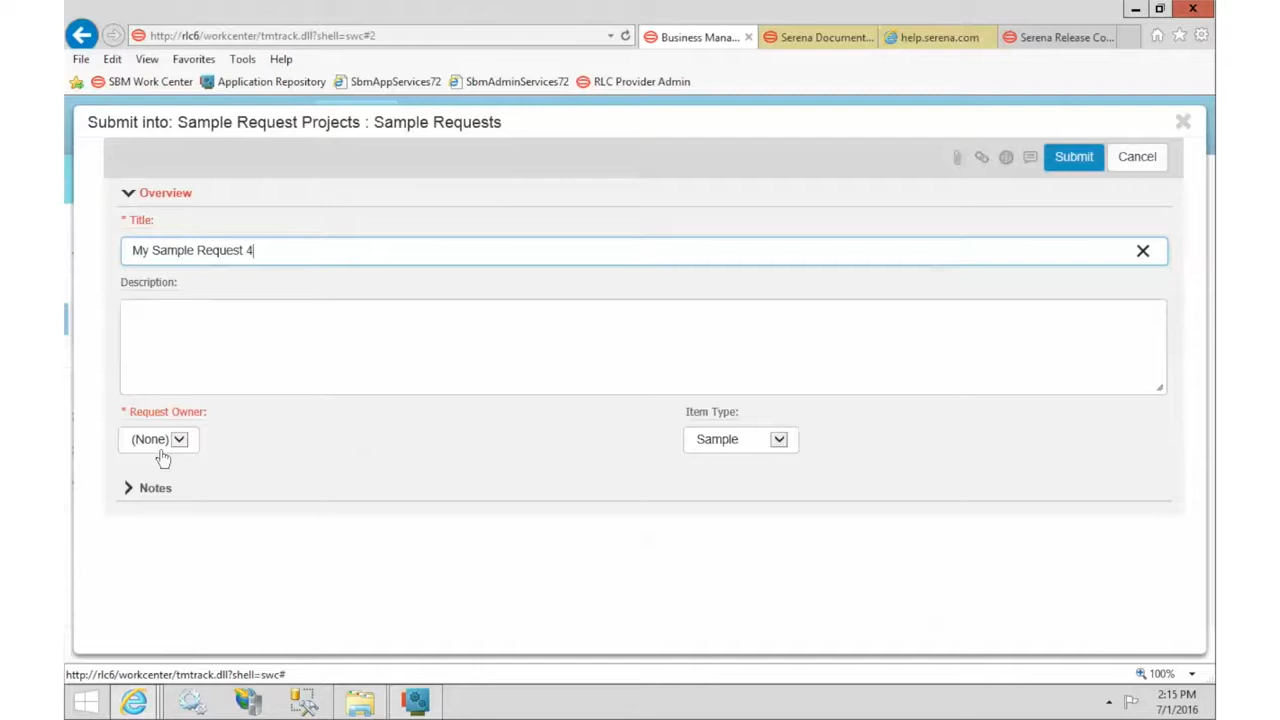 http://rlc6/workcenter/tmtrack.dll?shell=swc#2
Business Mana...
Serena Document...
help.serena.com
Serena Release Co...
File Edit View Favorites Tools Help
SBM Work Center Application Repository SbmAppServices72 SbmAdminServices72 RLC Provider Admin
Submit into: Sample Request Projects : Sample Requests
Submit Cancel
Overview
* Title:
My Sample Request 4
Description:
* Request Owner: Item Type:
(None) Sample
Notes
http://rlc6/workcenter/tmtrack.dll?shell=swc# 100%
2:15 PM
7/1/2016